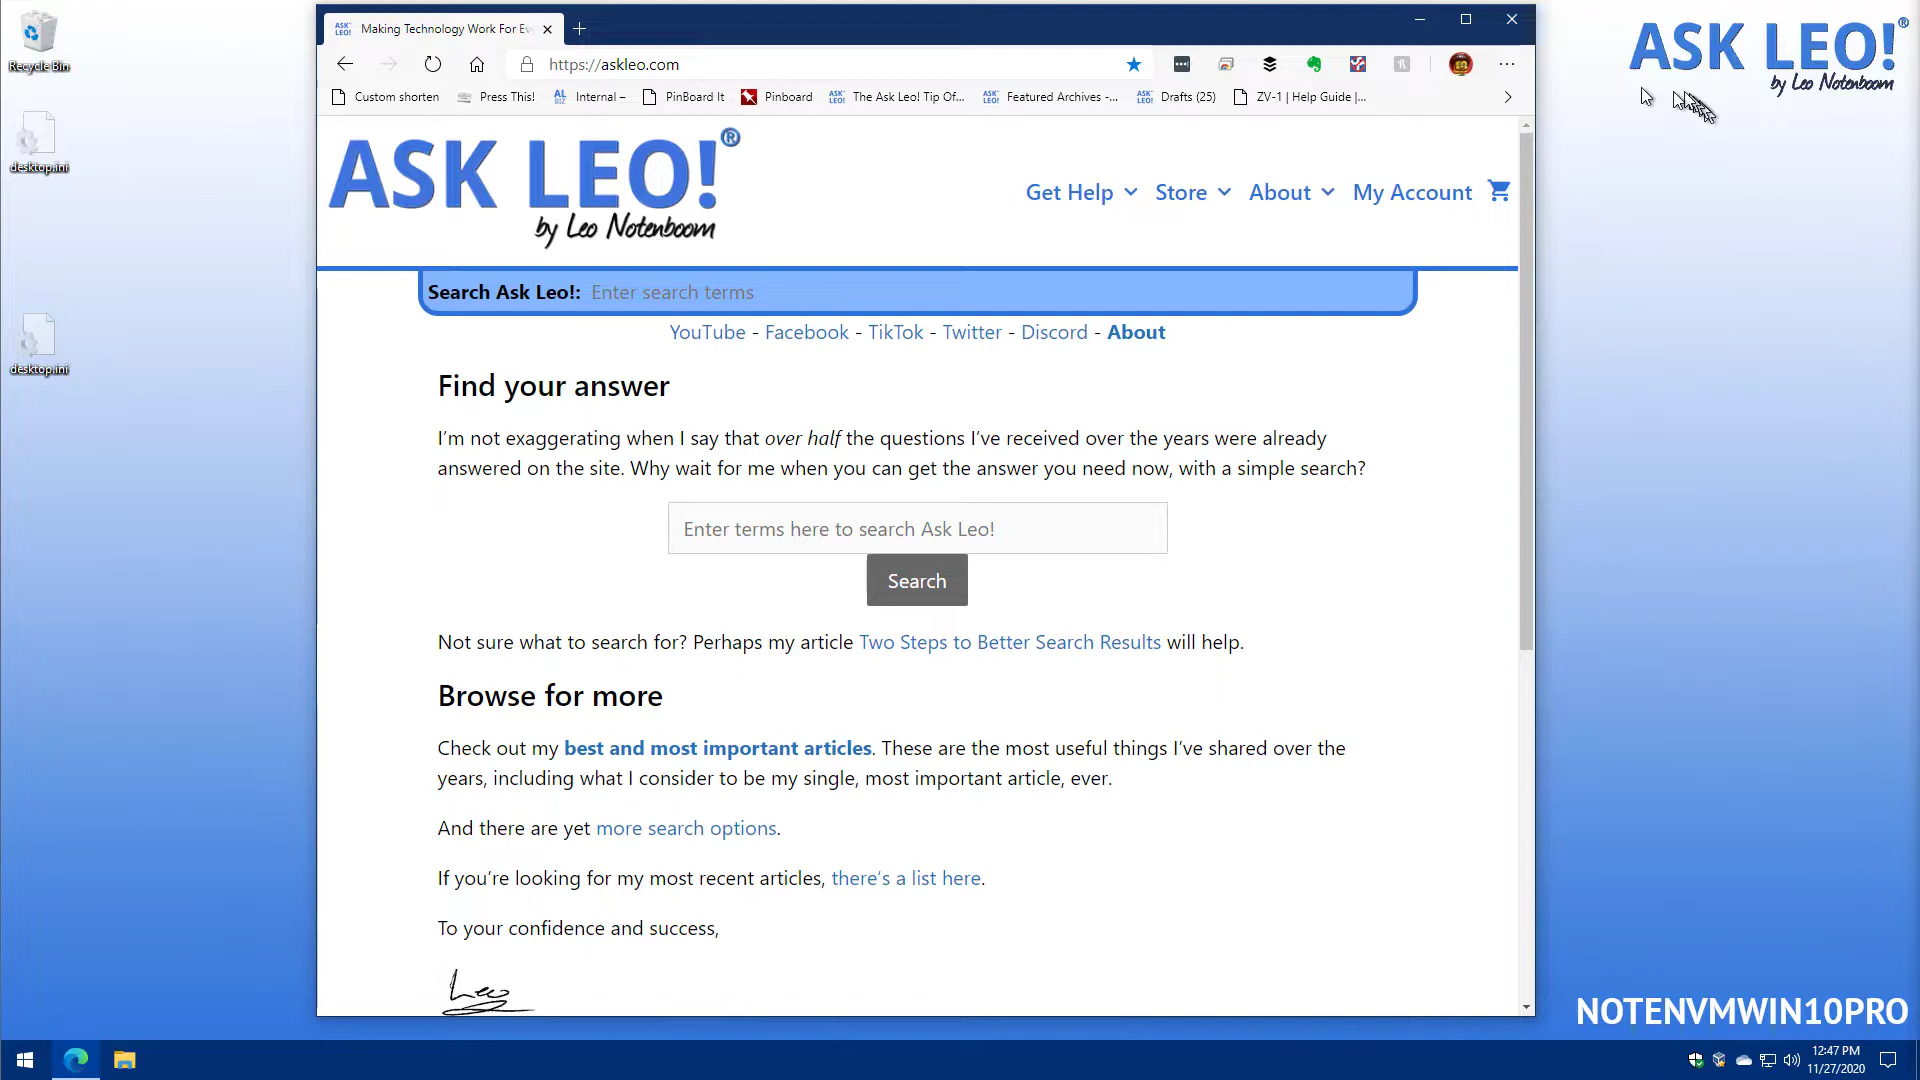 Recycle Bin
desktop.ini
desktop.ini
ASK LEO!
Making Technology Work For Ev
https://askleo.com
Custom shorten
Press This!
AL BIZ
Internal –
PinBoard It
Pinboard
ASK LEO!
The Ask Leo! Tip Of...
ASK LEO!
Featured Archives -...
ASK LEO!
Drafts (25)
ZV-1 | Help Guide |...
ASK LEO!®
by Leo Notenboom
Get Help
Store
About
My Account
Search Ask Leo!: Enter search terms
YouTube - Facebook - TikTok - Twitter - Discord - About
Find your answer
I’m not exaggerating when I say that over half the questions I’ve received over the years were already
answered on the site. Why wait for me when you can get the answer you need now, with a simple search?
Enter terms here to search Ask Leo!
Search
Not sure what to search for? Perhaps my article Two Steps to Better Search Results will help.
Browse for more
Check out my best and most important articles. These are the most useful things I’ve shared over the
years, including what I consider to be my single, most important article, ever.
And there are yet more search options.
If you’re looking for my most recent articles, there’s a list here.
To your confidence and success,
Leo
ASK LEO!®
by Leo Notenboom
NOTENVMWIN10PRO
12:47 PM
11/27/2020